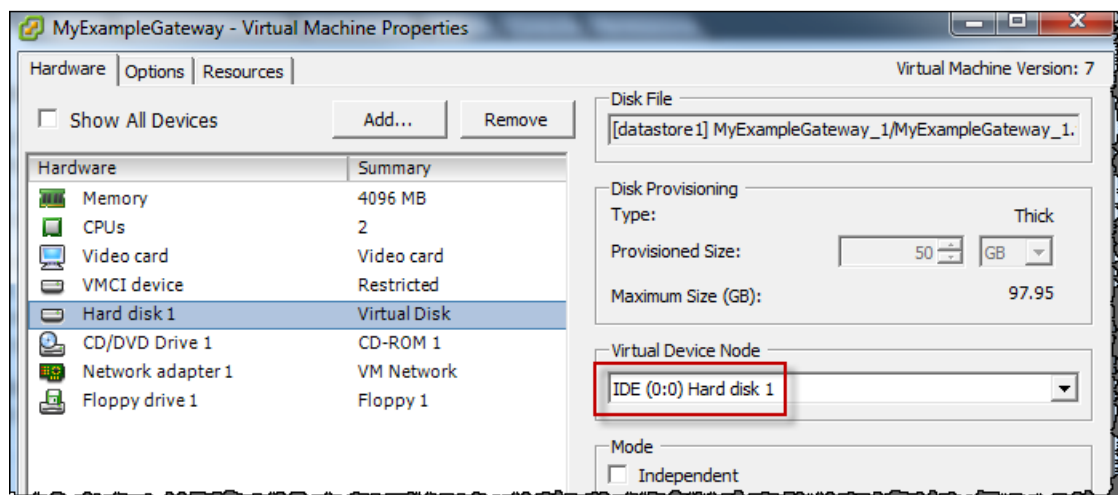 MyExampleGateway - Virtual Machine Properties
Hardware Options Resources Virtual Machine Version: 7
Show All Devices Add... Remove
Hardware Summary
Memory 4096 MB
CPUs 2
Video card Video card
VMCI device Restricted
Hard disk 1 Virtual Disk
CD/DVD Drive 1 CD-ROM 1
Network adapter 1 VM Network
Floppy drive 1 Floppy 1
Disk File
[datastore1] MyExampleGateway_1/MyExampleGateway_1.
Disk Provisioning
Type: Thick
Provisioned Size: 50 GB
Maximum Size (GB): 97.95
Virtual Device Node
IDE (0:0) Hard disk 1
Mode
Independent